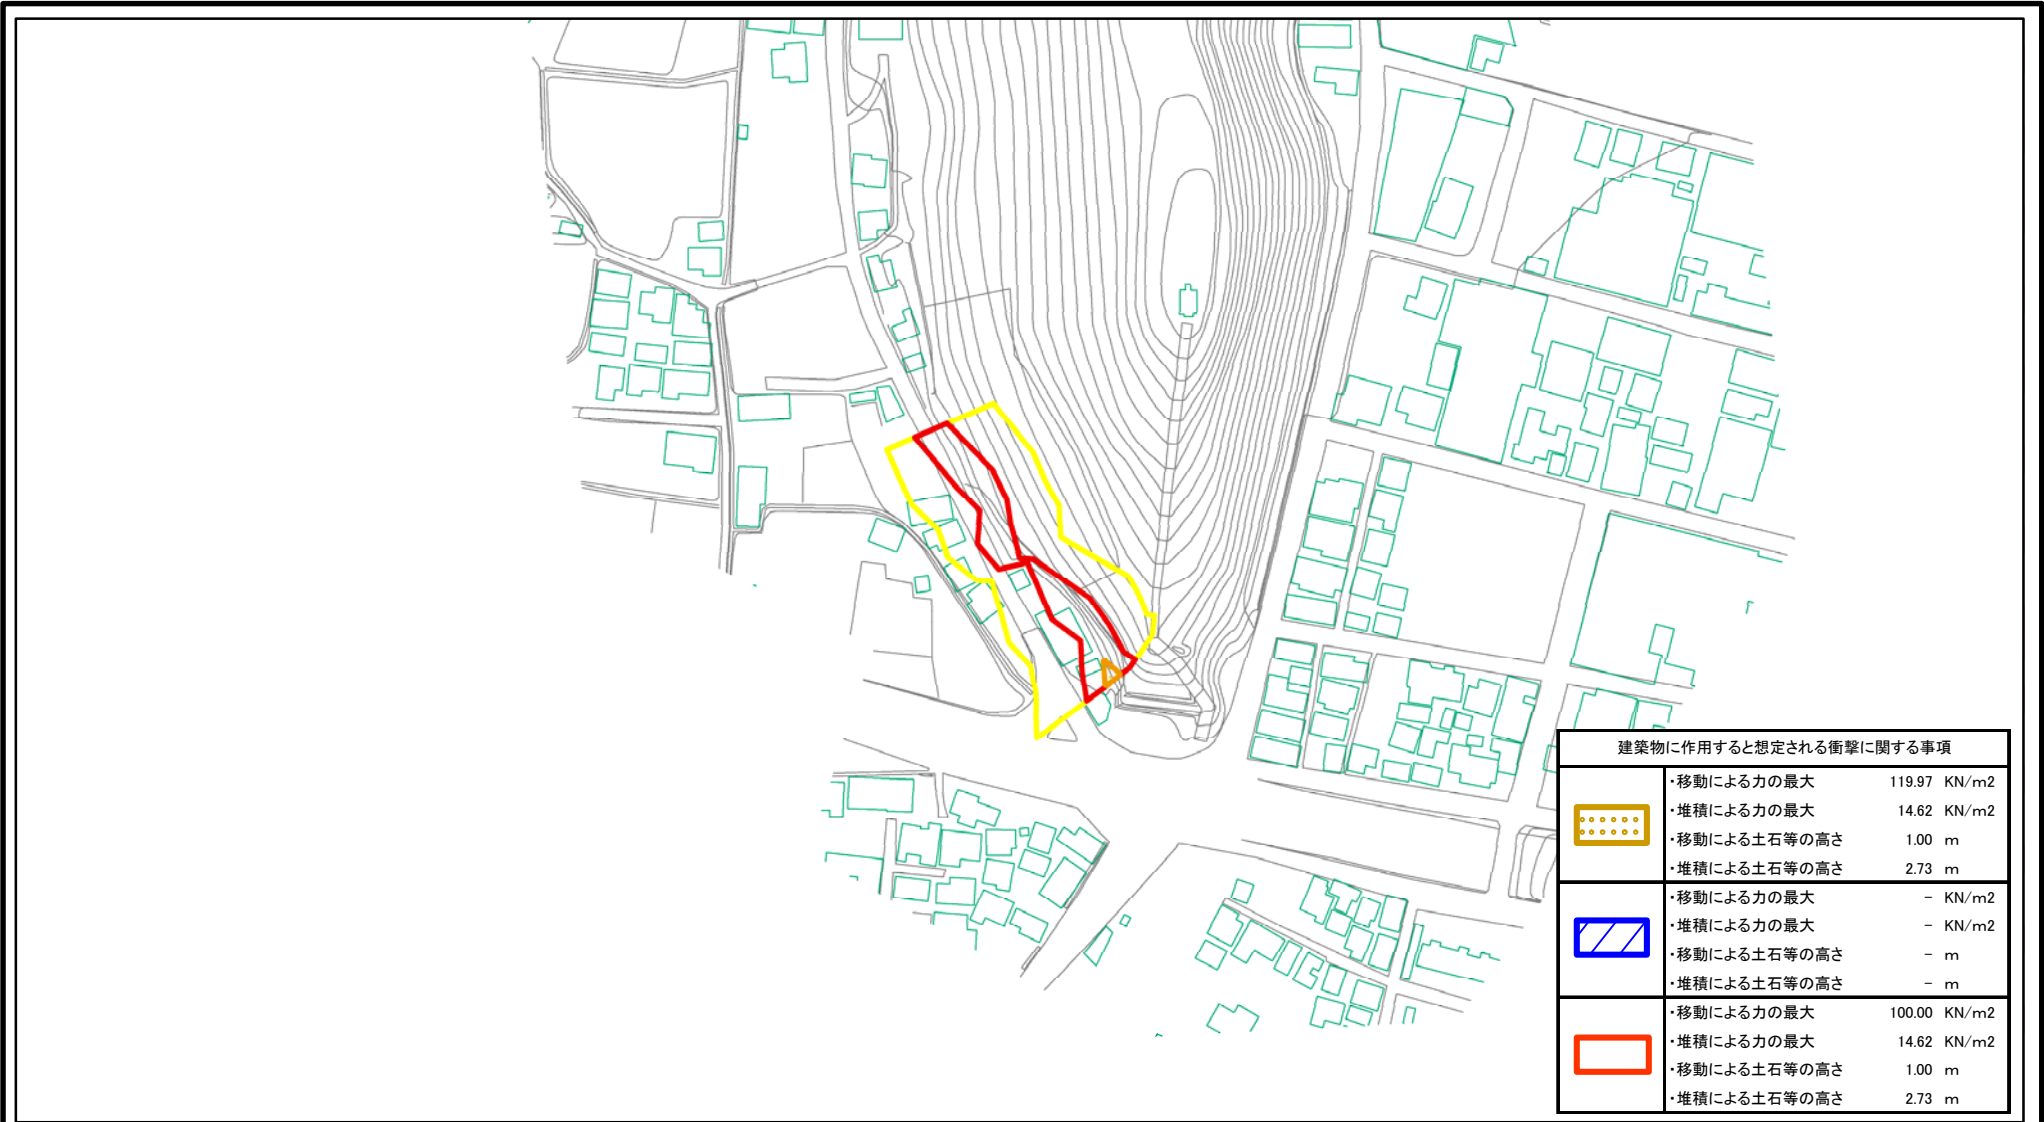 建築物に作用すると想定される衝撃に関する事項
・移動による力の最大 119.97 KN/m2
・堆積による力の最大 14.62 KN/m2
・移動による土石等の高さ 1.00 m
・堆積による土石等の高さ 2.73 m
・移動による力の最大 - KN/m2
・堆積による力の最大 - KN/m2
・移動による土石等の高さ - m
・堆積による土石等の高さ - m
・移動による力の最大 100.00 KN/m2
・堆積による力の最大 14.62 KN/m2
・移動による土石等の高さ 1.00 m
・堆積による土石等の高さ 2.73 m